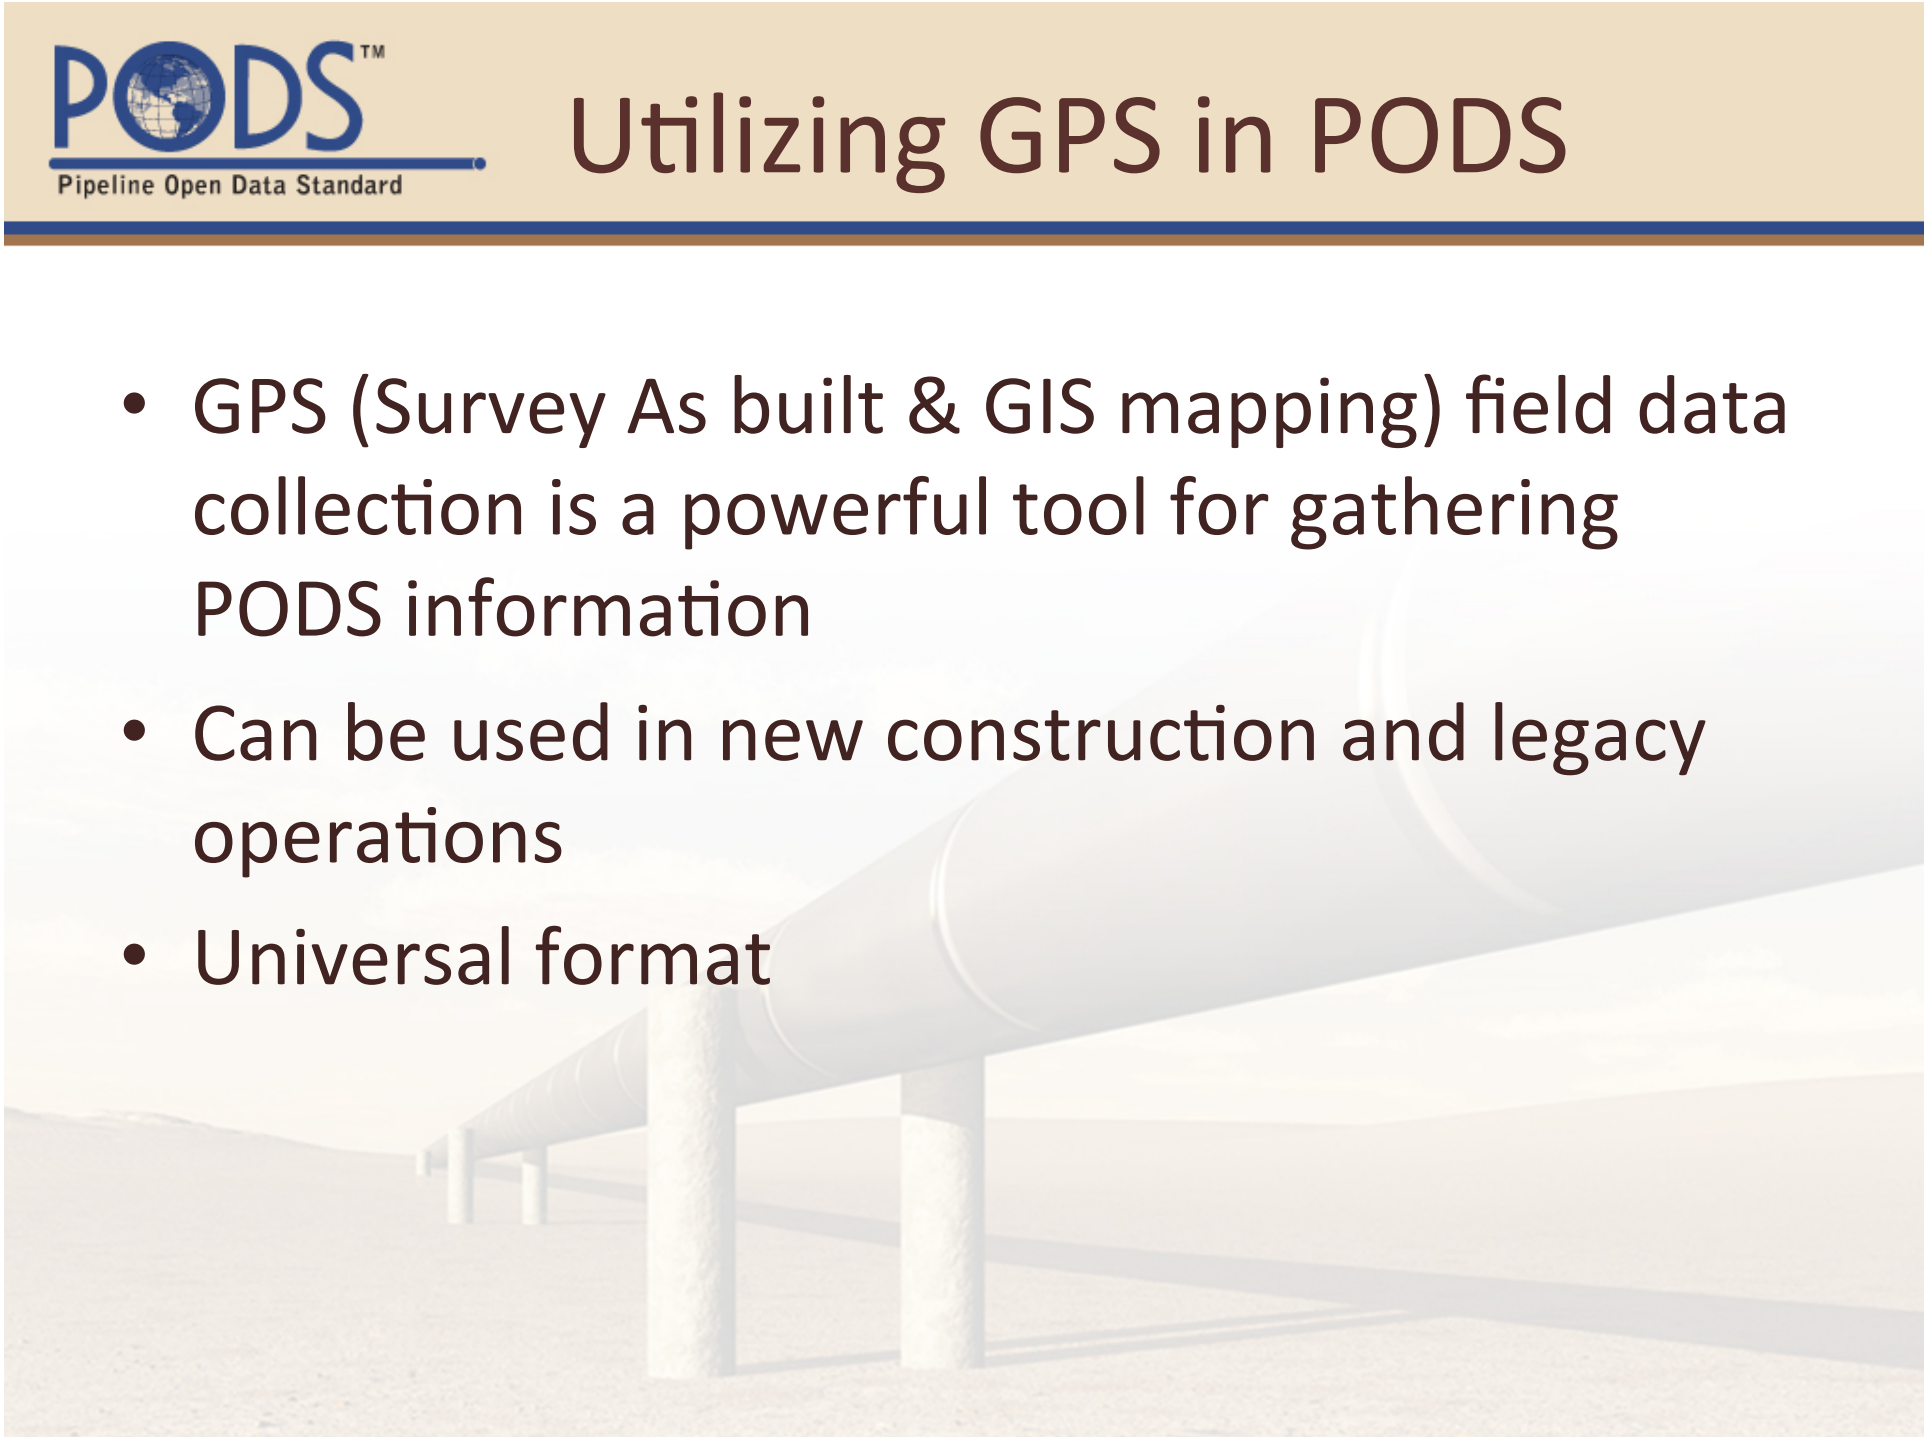 PODS™
Pipeline Open Data Standard
Utilizing GPS in PODS
• GPS (Survey As built & GIS mapping) field data
collection is a powerful tool for gathering
PODS information
• Can be used in new construction and legacy
operations
• Universal format